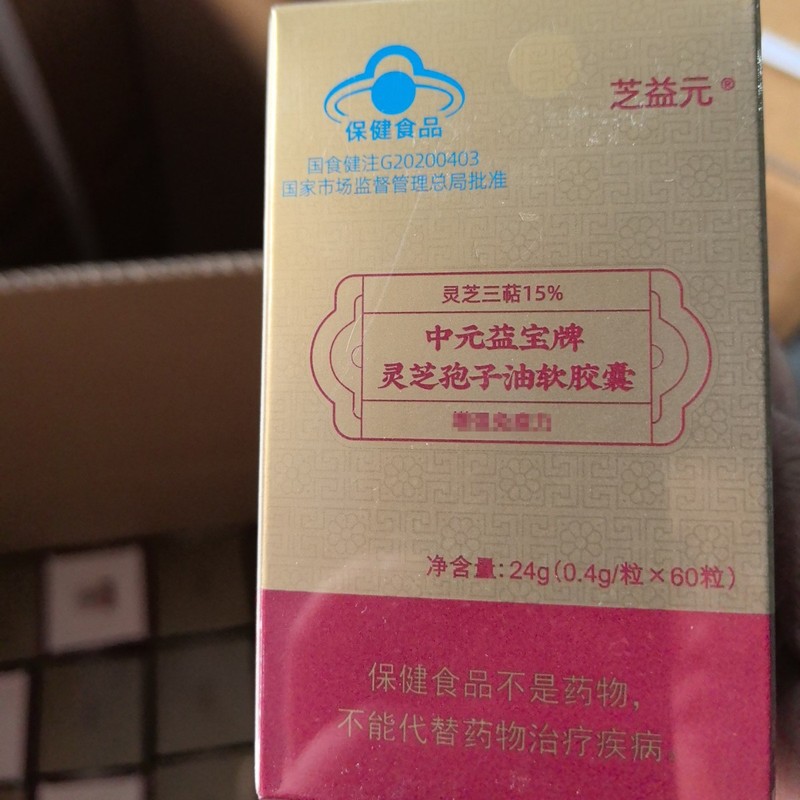 芝益元®
保健食品
国食健注G20200403
国家市场监督管理总局批准
灵芝三萜15%
中元益宝牌
灵芝孢子油软胶囊
净含量:24g(0.4g/粒×60粒)
保健食品不是药物，
不能代替药物治疗疾病。